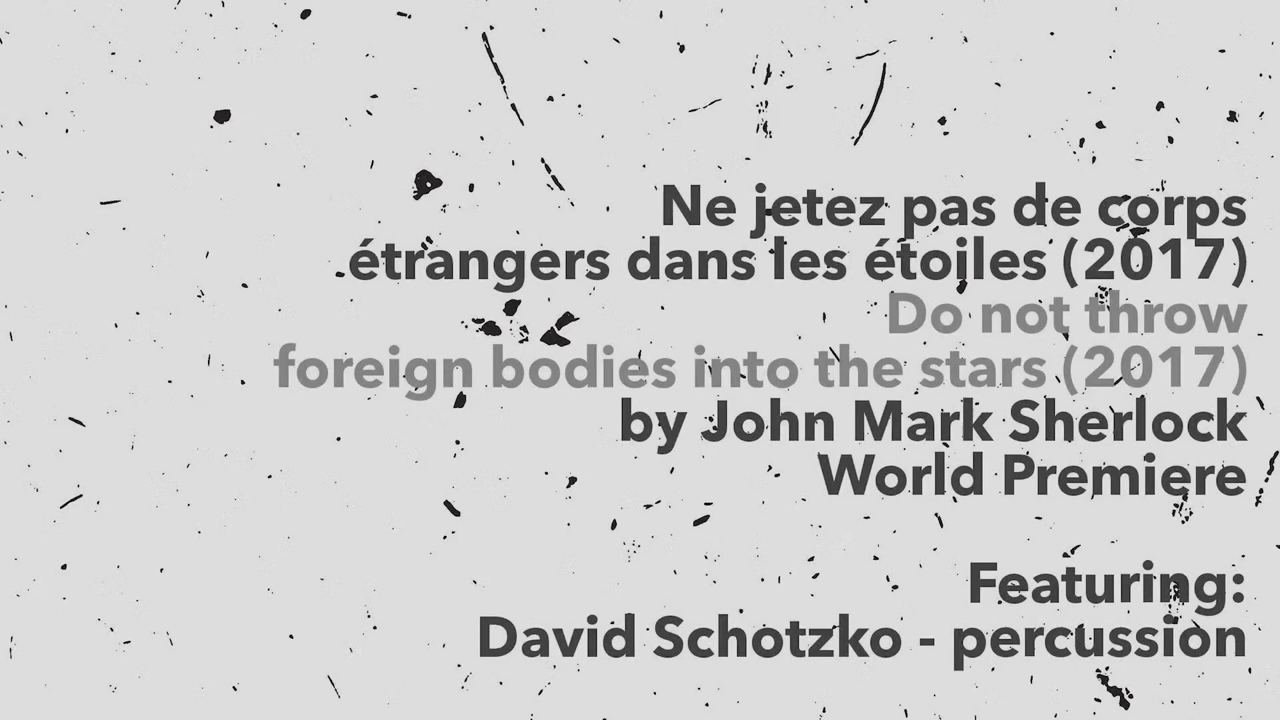 Ne jetez pas de corps
étrangers dans les étoiles (2017)
Do not throw
foreign bodies into the stars (2017)
by John Mark Sherlock
World Premiere
Featuring:
David Schotzko - percussion